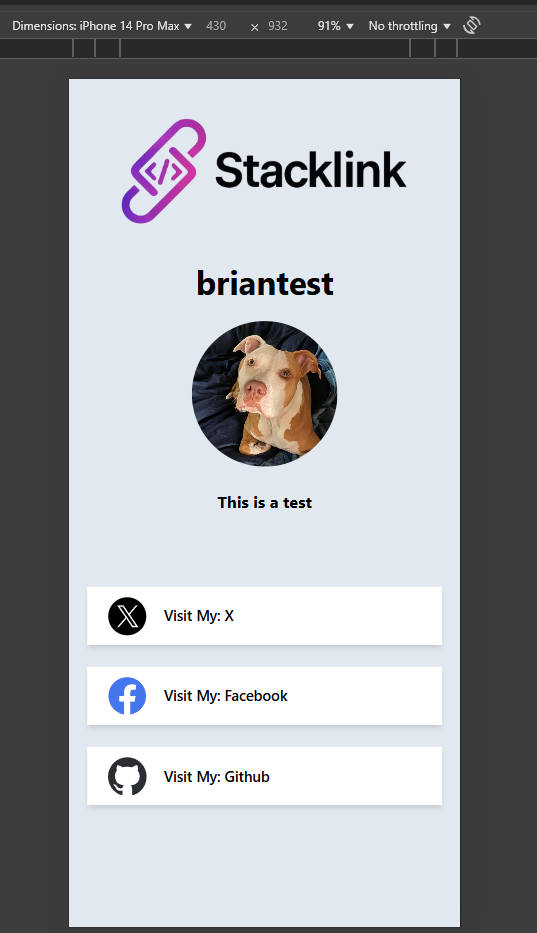 Dimensions: iPhone 14 Pro Max ▼ 430 × 932 91% ▼ No throttling ▼
</>
Stacklink
briantest
This is a test
X Visit My: X
f Visit My: Facebook
Visit My: Github